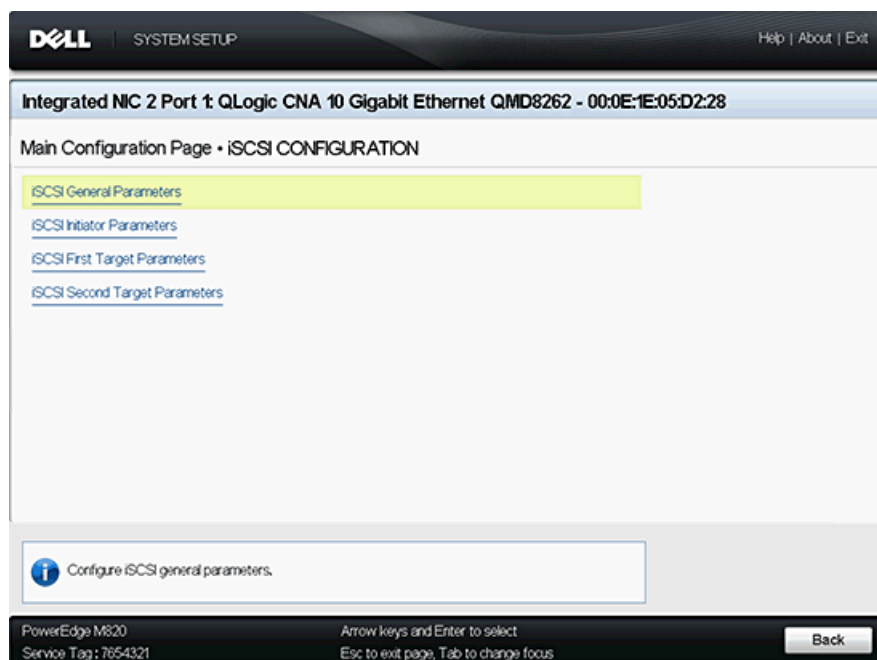 DELL SYSTEM SETUP Help | About | Exit
Integrated NIC 2 Port 1: QLogic CNA 10 Gigabit Ethernet QMD8262 - 00:0E:1E:05:D2:28
Main Configuration Page • iSCSI CONFIGURATION
iSCSI General Parameters
iSCSI Initiator Parameters
iSCSI First Target Parameters
iSCSI Second Target Parameters
Configure iSCSI general parameters.
PowerEdge M820 Arrow keys and Enter to select
Service Tag : 7654321 Esc to exit page, Tab to change focus
Back